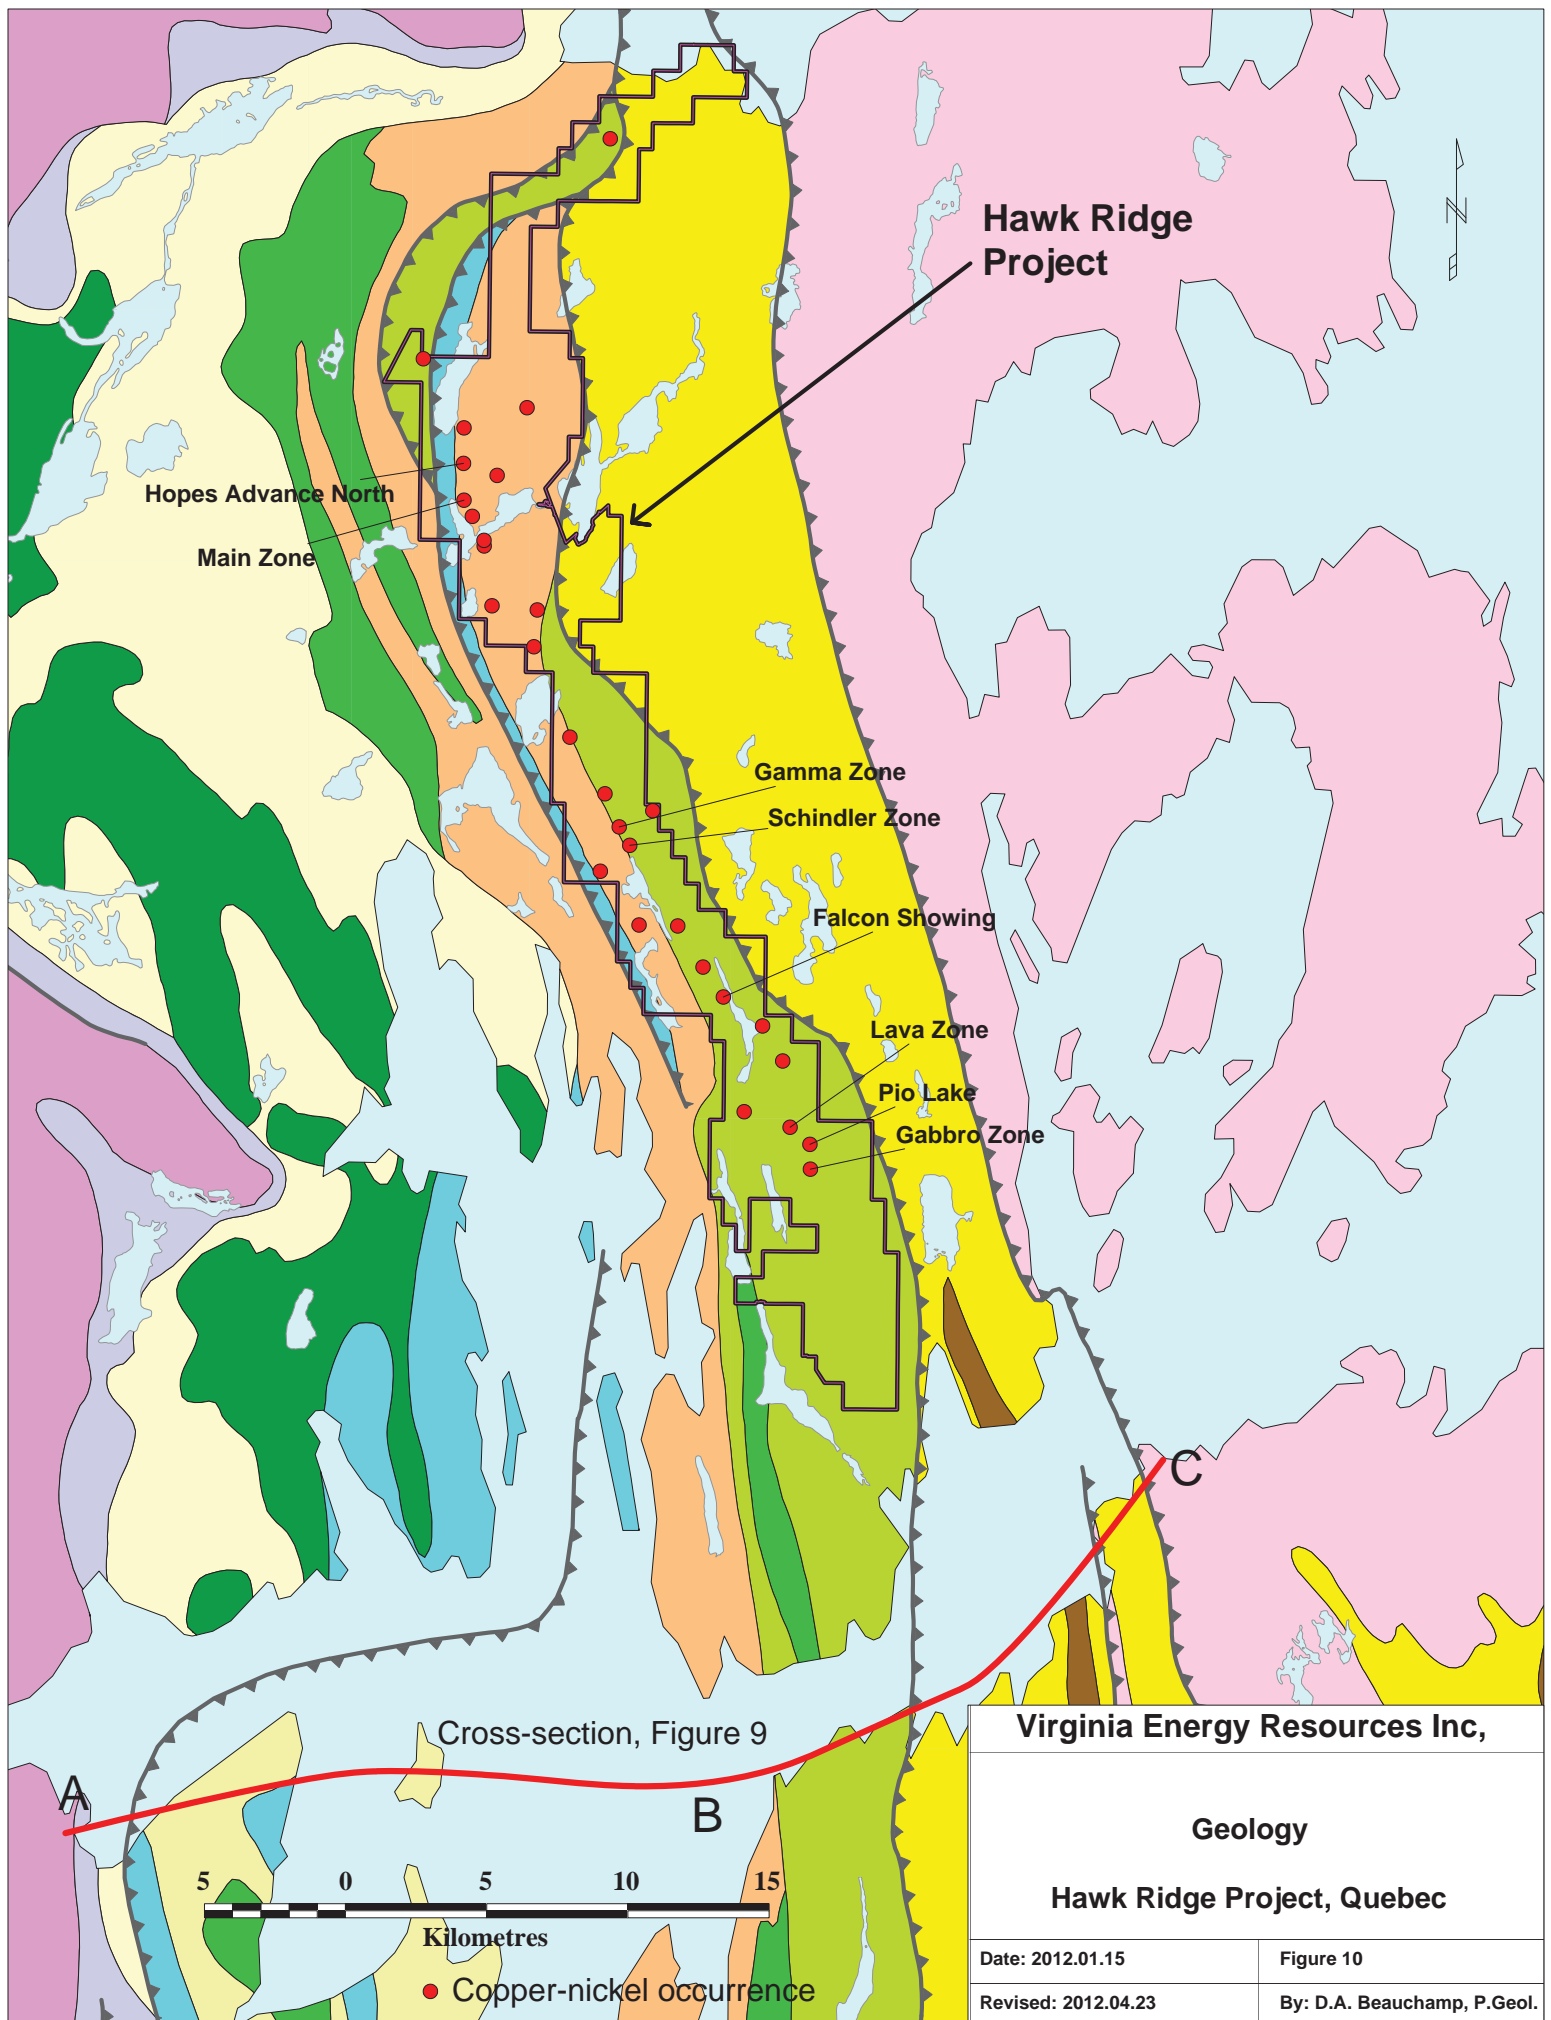 Hawk Ridge
Project
N
Hopes Advance North
Main Zone
Gamma Zone
Schindler Zone
Falcon Showing
Lava Zone
Pio Lake
Gabbro Zone
C
Cross-section, Figure 9
A
B
5 0 5 10 15
Kilometres
Copper-nickel occurrence
Virginia Energy Resources Inc,
Geology
Hawk Ridge Project, Quebec
Date: 2012.01.15
Figure 10
Revised: 2012.04.23
By: D.A. Beauchamp, P.Geol.